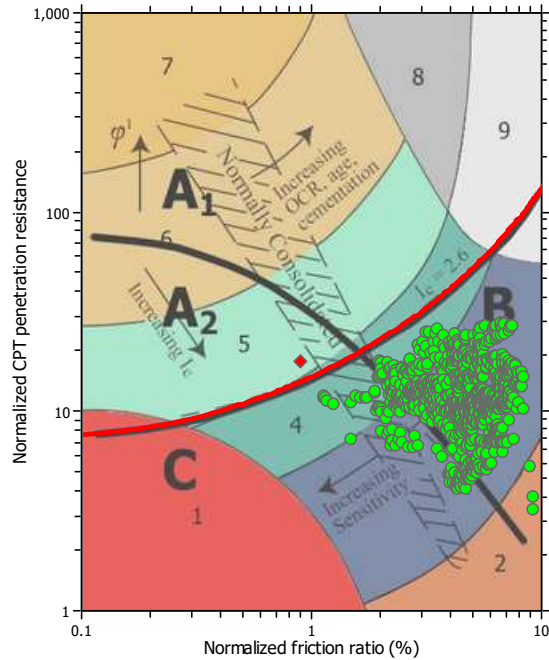 1,000
100
10
1
Normalized CPT penetration resistance
0.1
1
10
Normalized friction ratio (%)
7
8
9
φ'
A1
6
A2
5
Normally Consolidated
Increasing
OCR, age,
cementation
Increasing Ic
Ic = 2.6
B
4
C
1
Increasing
Sensitivity
2